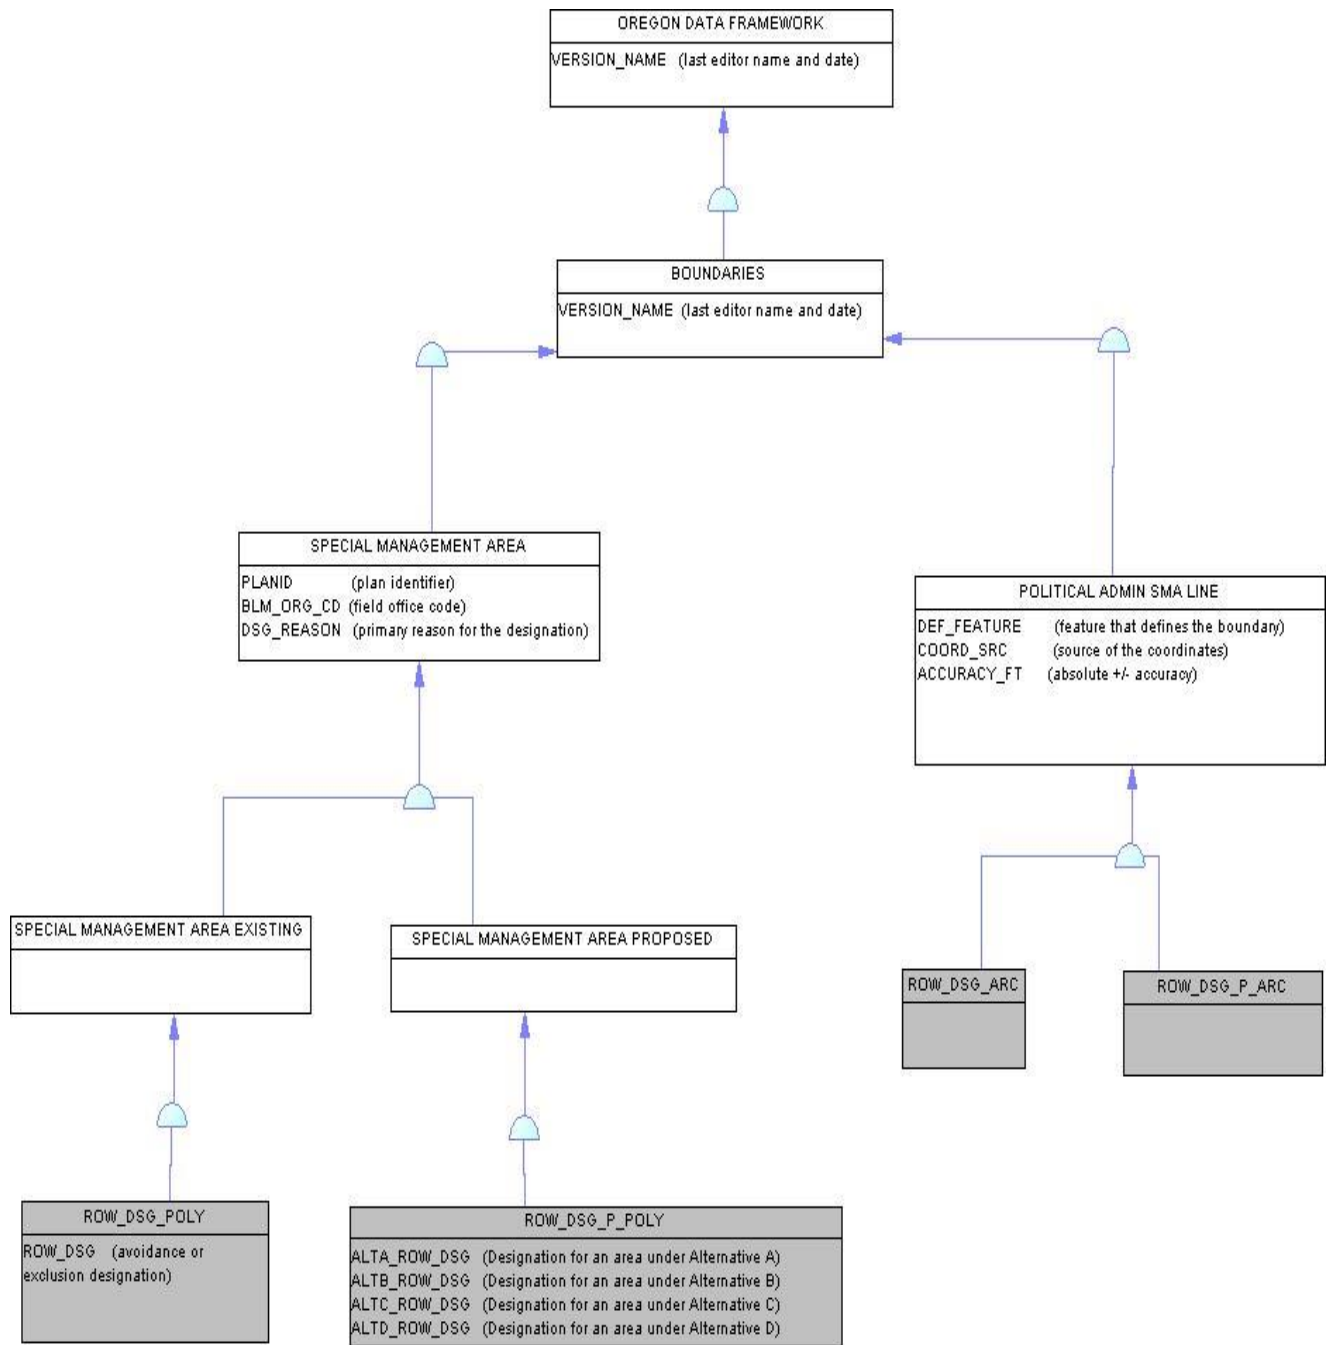 OREGON DATA FRAMEWORK
VERSION_NAME (last editor name and date)
BOUNDARIES
VERSION_NAME (last editor name and date)
SPECIAL MANAGEMENT AREA
PLANID (plan identifier)
BLM_ORG_CD (field office code)
DSG_REASON (primary reason for the designation)
POLITICAL ADMIN SMA LINE
DEF_FEATURE (feature that defines the boundary)
COORD_SRC (source of the coordinates)
ACCURACY_FT (absolute +/- accuracy)
SPECIAL MANAGEMENT AREA EXISTING
SPECIAL MANAGEMENT AREA PROPOSED
ROW_DSG_ARC
ROW_DSG_P_ARC
ROW_DSG_POLY
ROW_DSG (avoidance or
exclusion designation)
ROW_DSG_P_POLY
ALTA_ROW_DSG (Designation for an area under Alternative A)
ALTB_ROW_DSG (Designation for an area under Alternative B)
ALTC_ROW_DSG (Designation for an area under Alternative C)
ALTD_ROW_DSG (Designation for an area under Alternative D)